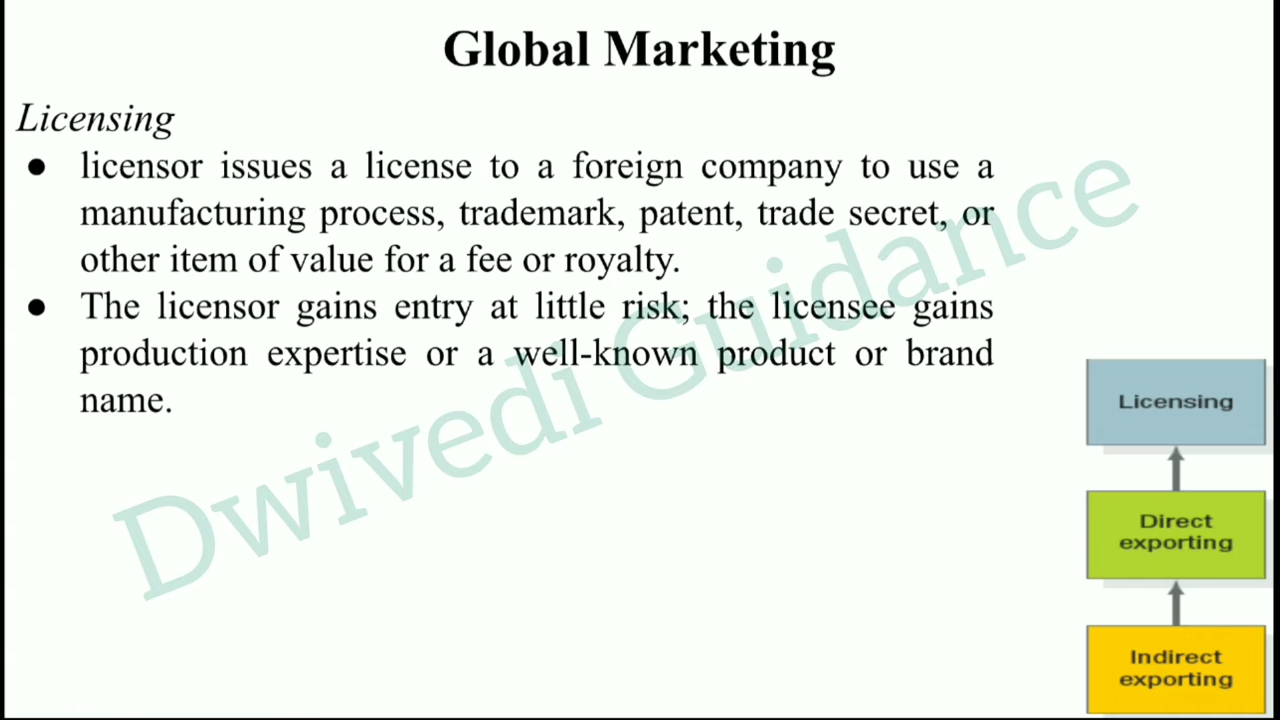 Global Marketing
Licensing
● licensor issues a license to a foreign company to use a
manufacturing process, trademark, patent, trade secret, or
other item of value for a fee or royalty.
● The licensor gains entry at little risk; the licensee gains
production expertise or a well-known product or brand
name.
Dwivedi Guidance
Licensing
Direct
exporting
Indirect
exporting